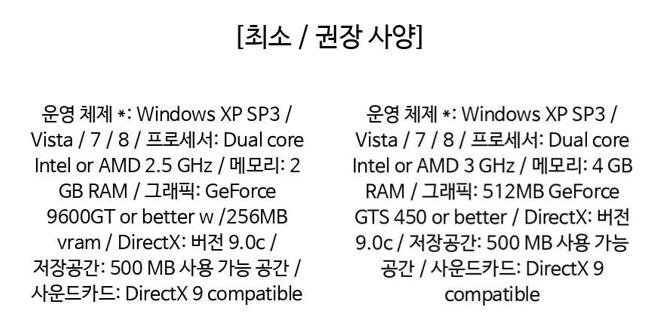 [최소 / 권장 사양]
운영 체제 *: Windows XP SP3 /
Vista / 7 / 8 / 프로세서: Dual core
Intel or AMD 2.5 GHz / 메모리: 2
GB RAM / 그래픽: GeForce
9600GT or better w /256MB
vram / DirectX: 버전 9.0c /
저장공간: 500 MB 사용 가능 공간 /
사운드카드: DirectX 9 compatible
운영 체제 *: Windows XP SP3 /
Vista / 7 / 8 / 프로세서: Dual core
Intel or AMD 3 GHz / 메모리: 4 GB
RAM / 그래픽: 512MB GeForce
GTS 450 or better / DirectX: 버전
9.0c / 저장공간: 500 MB 사용 가능
공간 / 사운드카드: DirectX 9
compatible